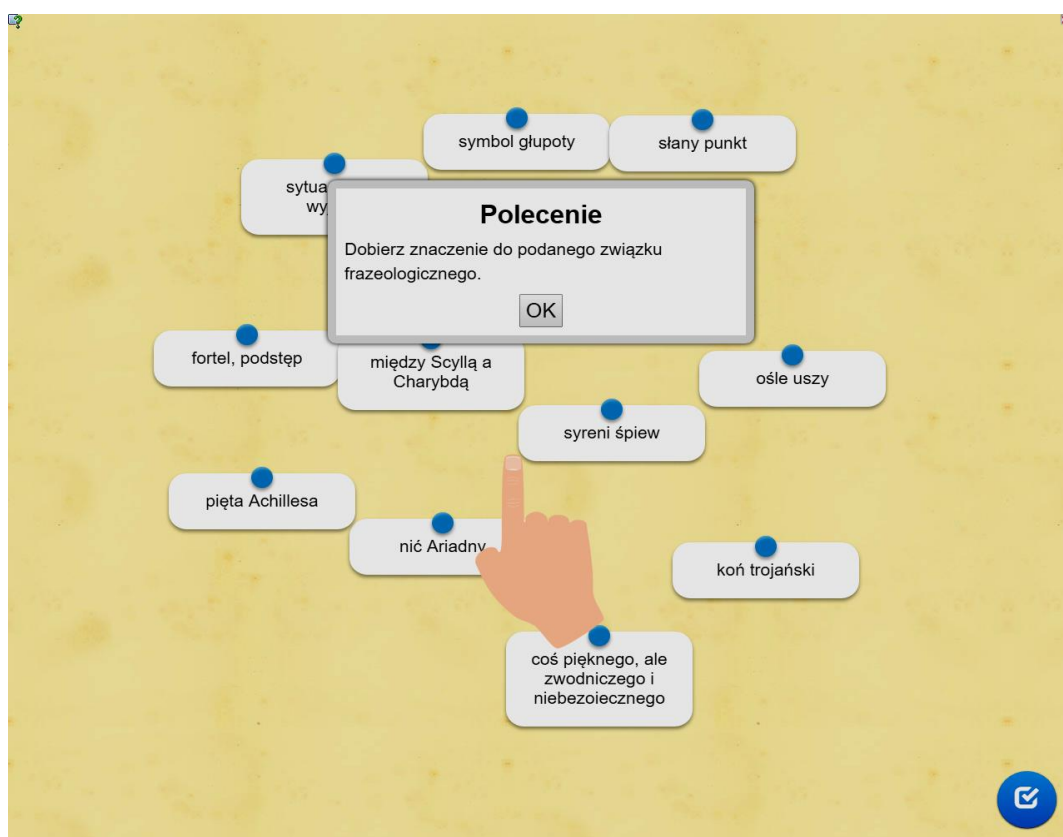 symbol głupoty
słany punkt
sytua
wy
Polecenie
Dobierz znaczenie do podanego związku
frazeologicznego.
OK
fortel, podstęp
między Scyllą a
Charybdą
ośle uszy
syreni śpiew
pięta Achillesa
nić Ariadny
koń trojański
coś pięknego, ale
zwodniczego i
niebezoiecznego